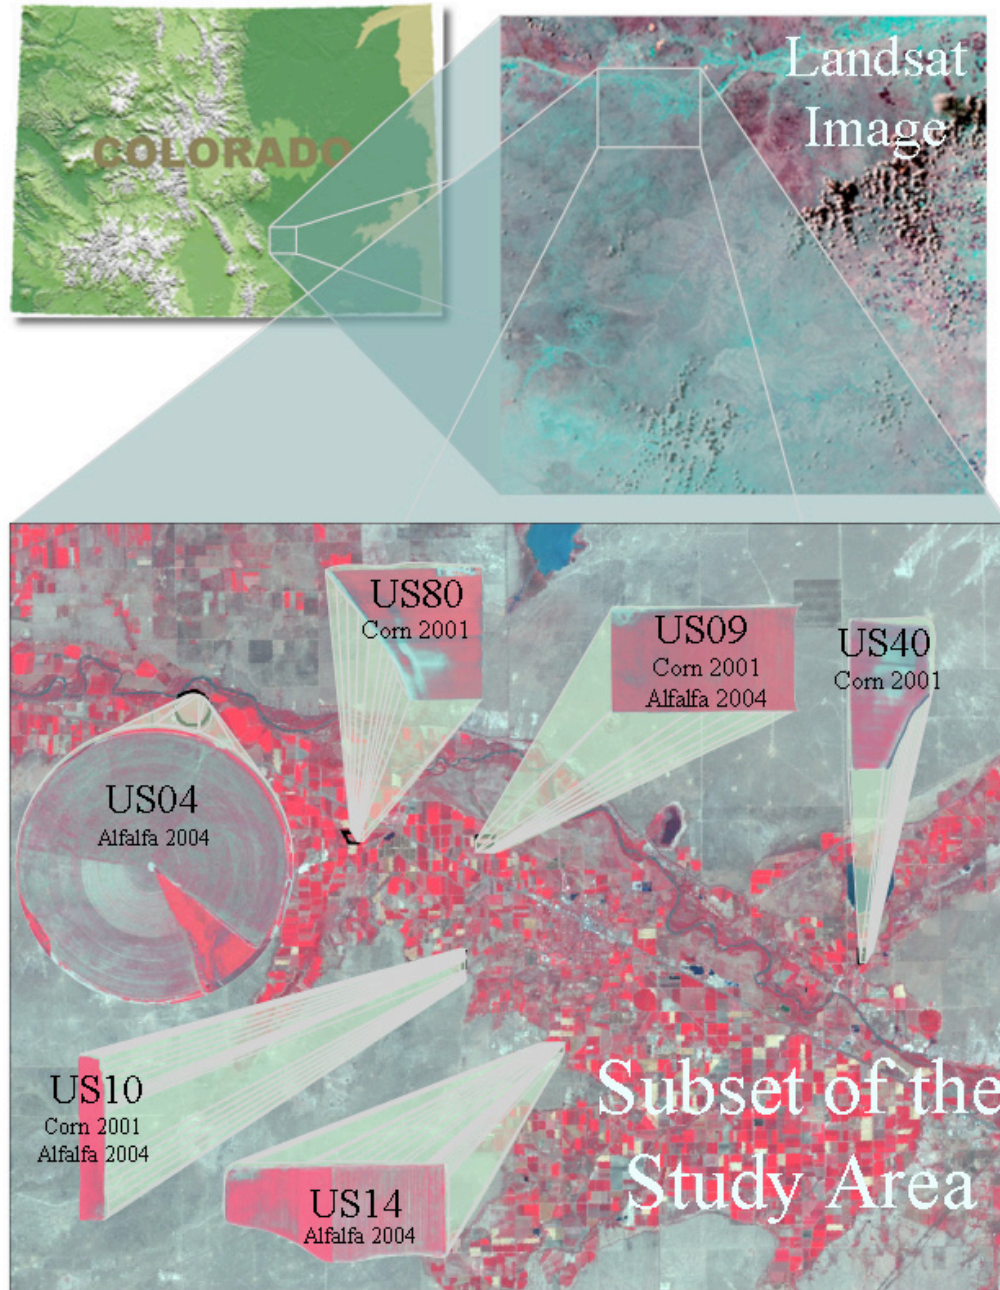 COLORADO
Landsat
Image
US80
Corn 2001
US09
Corn 2001
Alfalfa 2004
US40
Corn 2001
US04
Alfalfa 2004
US10
Corn 2001
Alfalfa 2004
US14
Alfalfa 2004
Subset of the
Study Area